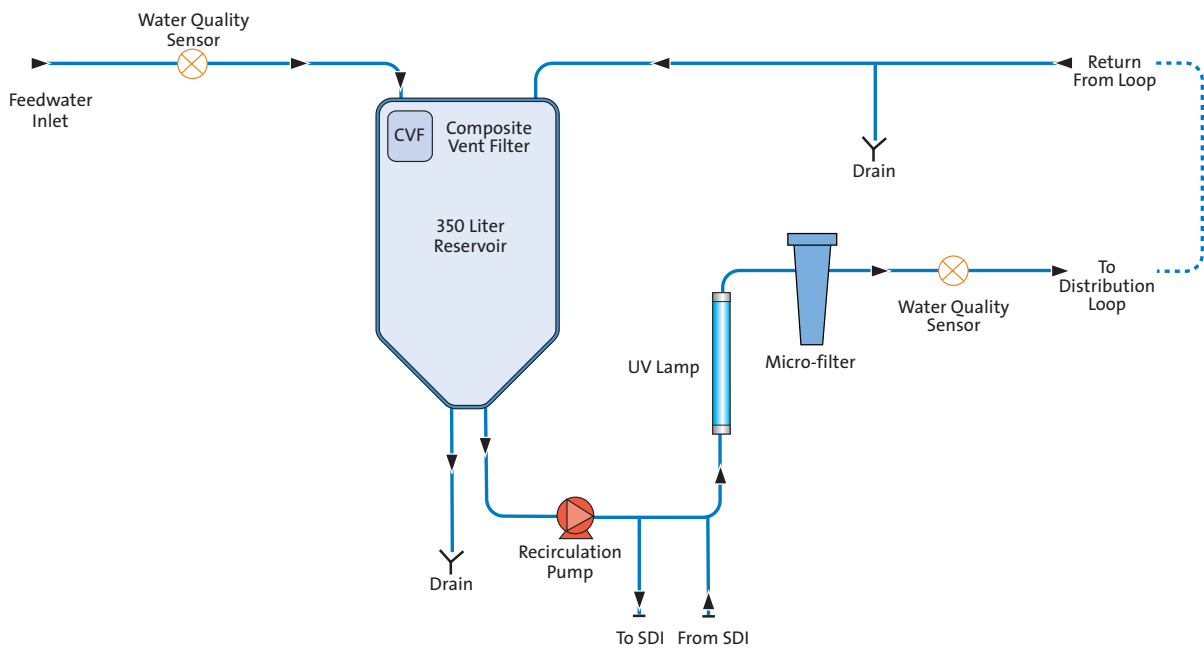 Water Quality
Sensor
Feedwater
Inlet
Return
From Loop
CVF
Composite
Vent Filter
Drain
350 Liter
Reservoir
To
Distribution
Loop
Water Quality
Sensor
UV Lamp
Micro-filter
Recirculation
Pump
Drain
To SDI
From SDI